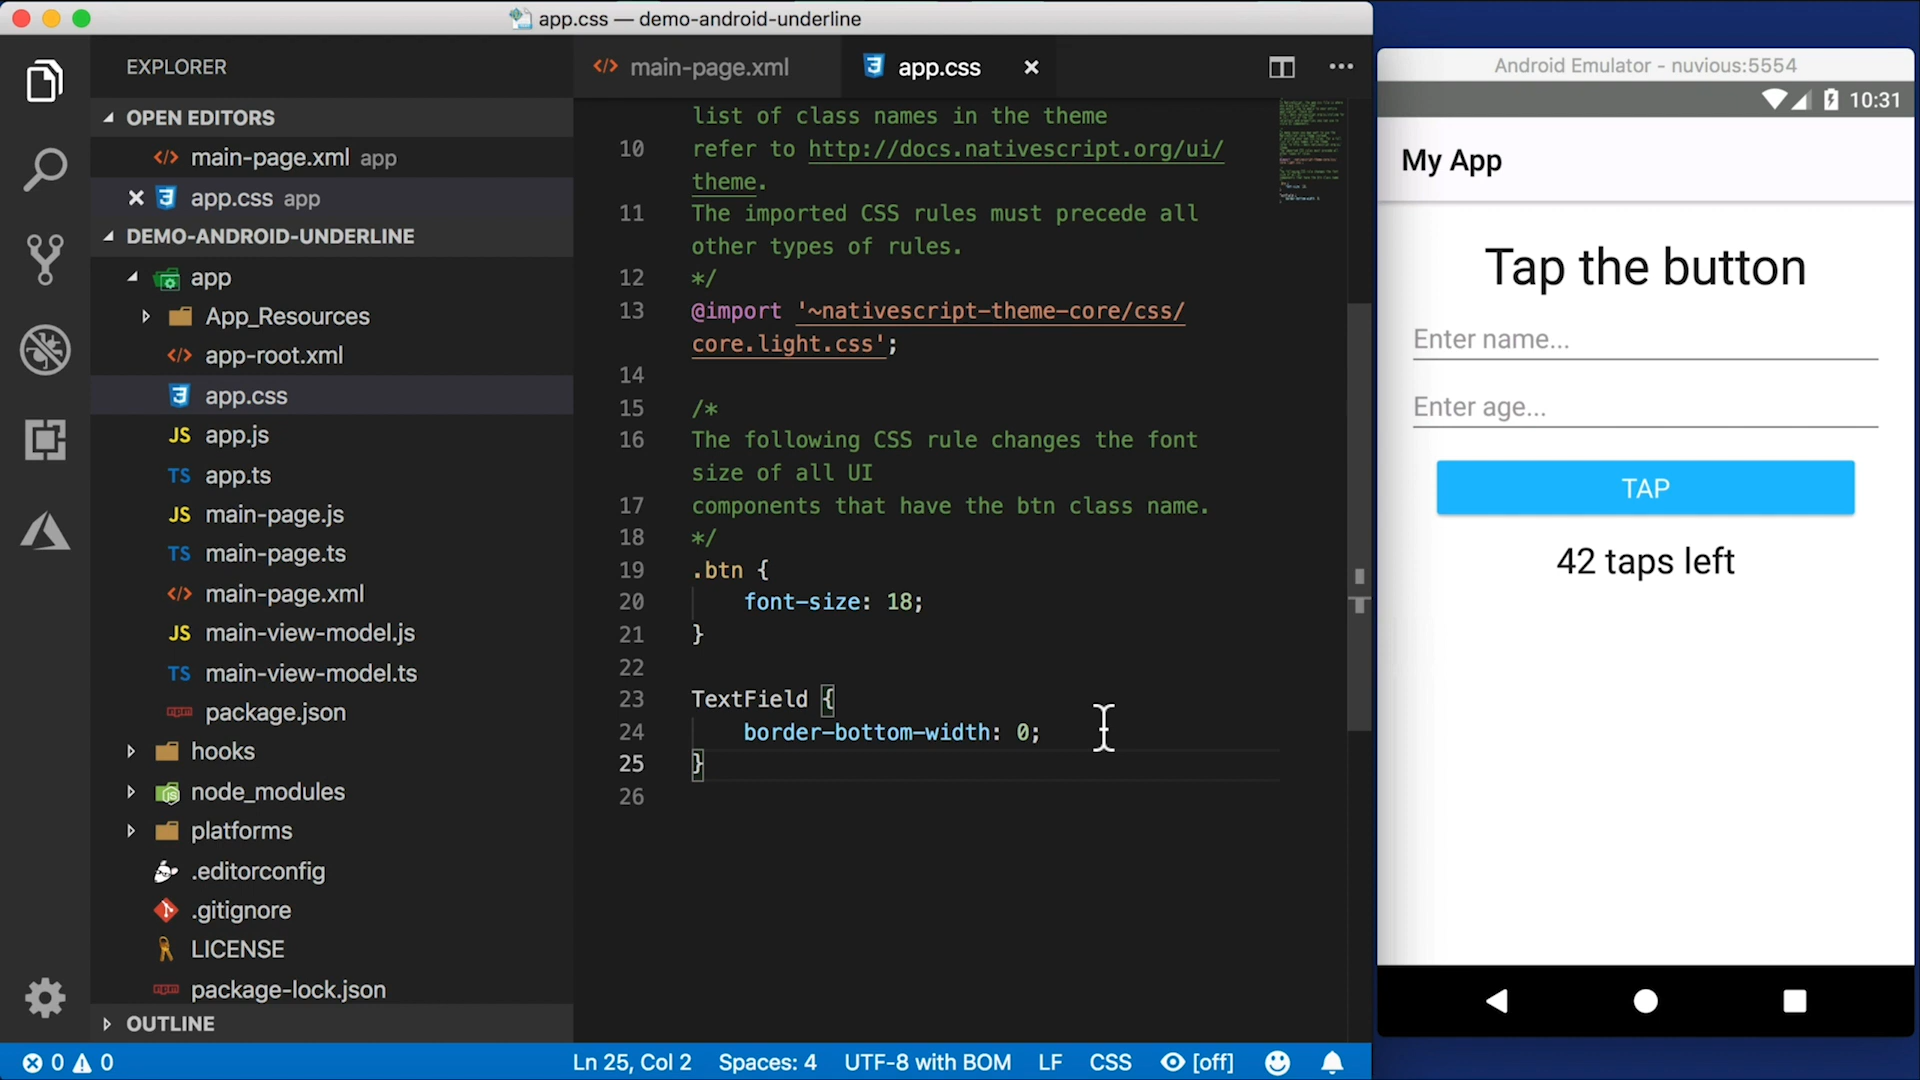 app.css — demo-android-underline
EXPLORER
OPEN EDITORS
main-page.xml app
app.css app
DEMO-ANDROID-UNDERLINE
app
App_Resources
app-root.xml
app.css
JS app.js
TS app.ts
JS main-page.js
TS main-page.ts
main-page.xml
JS main-view-model.js
TS main-view-model.ts
package.json
hooks
node_modules
platforms
.editorconfig
.gitignore
LICENSE
package-lock.json
OUTLINE
main-page.xml
app.css
list of class names in the theme
10 refer to http://docs.nativescript.org/ui/
theme.
11 The imported CSS rules must precede all
other types of rules.
12 */
13 @import '~nativescript-theme-core/css/
core.light.css';
14
15 /*
16 The following CSS rule changes the font
size of all UI
17 components that have the btn class name.
18 */
19 .btn {
20 font-size: 18;
21 }
22
23 TextField {
24 border-bottom-width: 0;
25 }
26
0 0
Ln 25, Col 2 Spaces: 4 UTF-8 with BOM LF CSS [off]
Android Emulator - nuvious:5554
10:31
My App
Tap the button
Enter name...
Enter age...
TAP
42 taps left